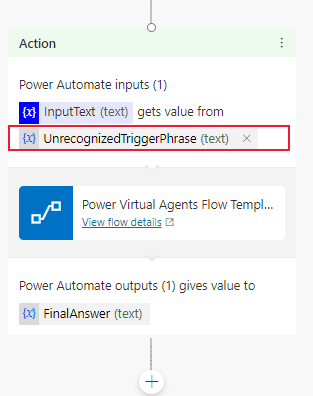 Action
Power Automate inputs (1)
{x} InputText (text) gets value from
{x} UnrecognizedTriggerPhrase (text)
Power Virtual Agents Flow Templ...
View flow details
Power Automate outputs (1) gives value to
{x} FinalAnswer (text)